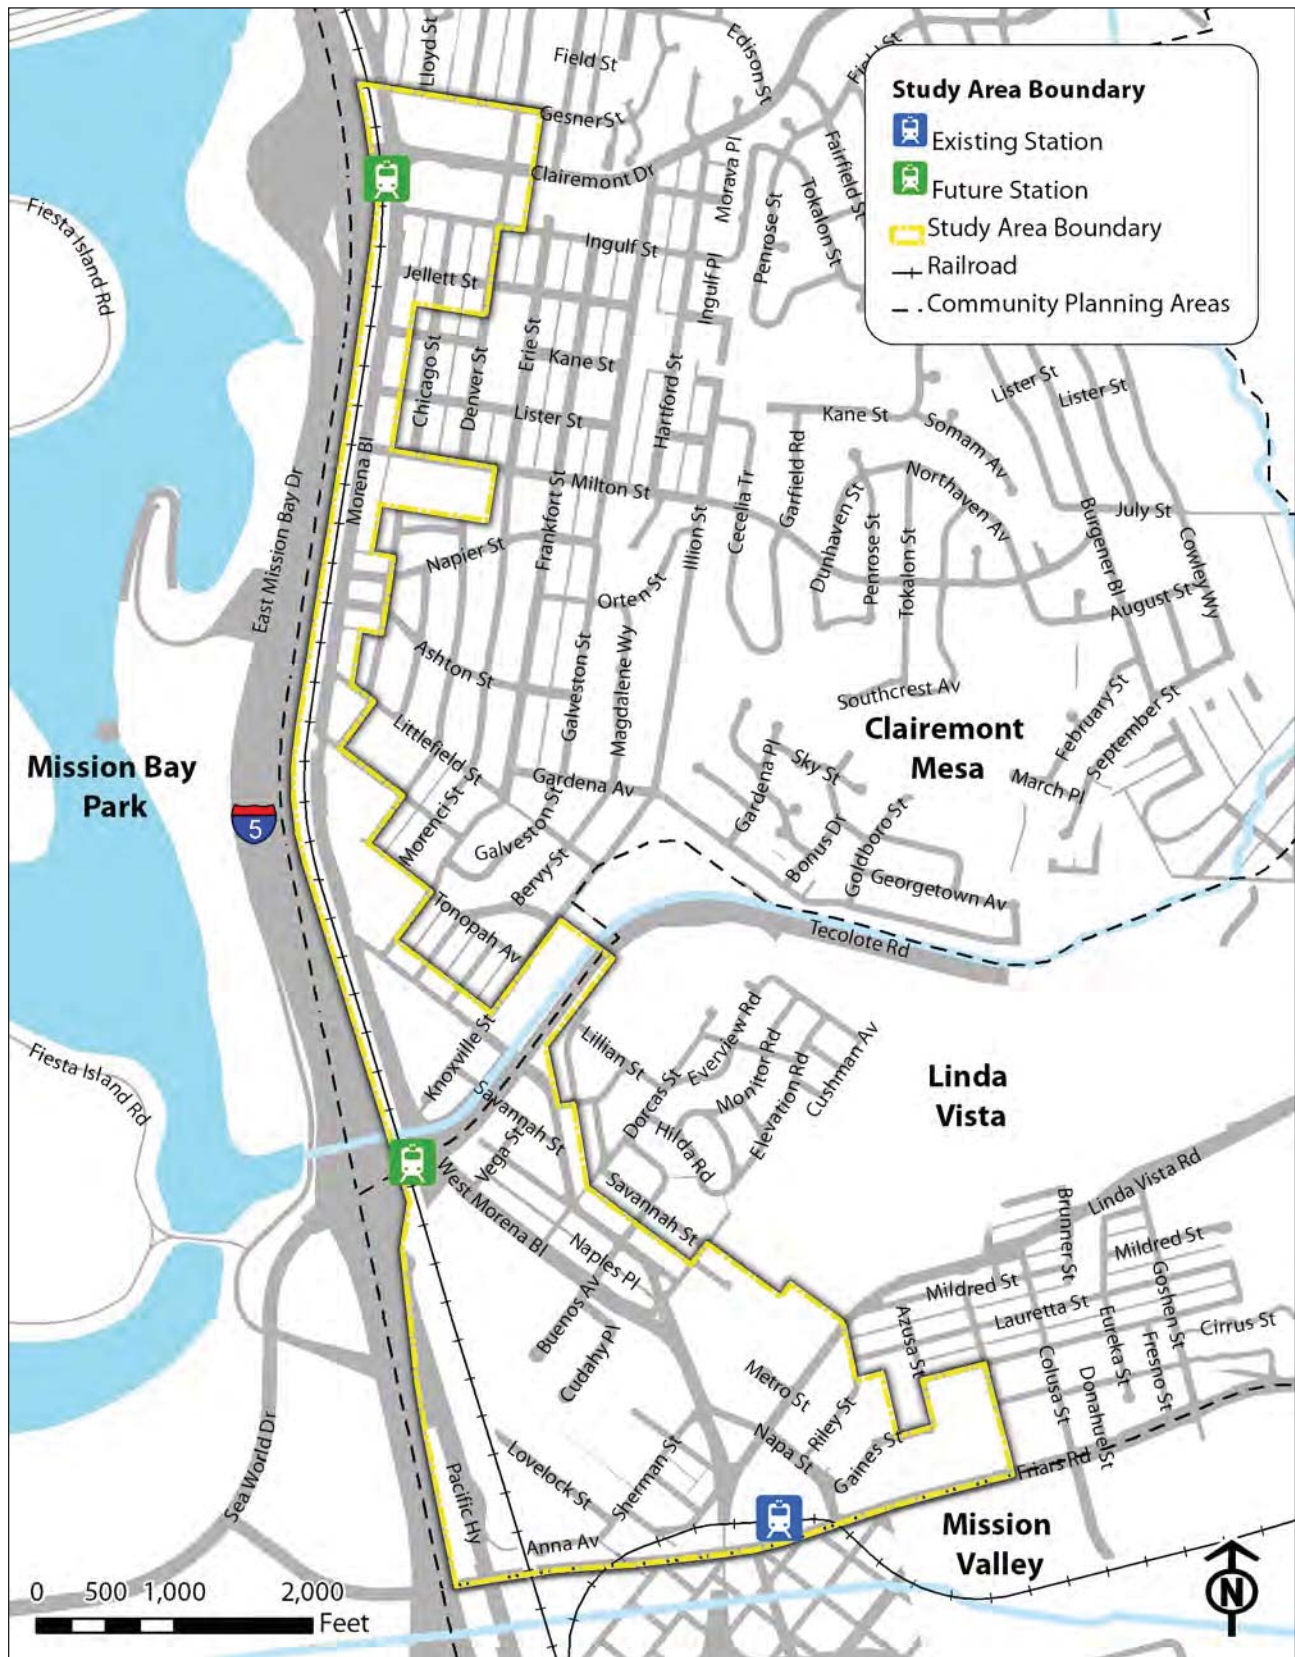 Lloyd St
Field St
Edison St
Field St
Gesner St
Clairemont Dr
Morava Pl
Fairfield St
Penrose St
Tokalon St
Ingulf St
Ingulf Pl
Jellett St
Study Area Boundary
Existing Station
Future Station
Study Area Boundary
Railroad
Community Planning Areas
Fiesta Island Rd
Chicago St
Denver St
Erie St
Kane St
Hartford St
Lister St
Lister St
Lister St
Kane St
Somam Av
Garfield Rd
Northaven Av
Morena Bl
Milton St
Frankfort St
Cecelia Tr
Illion St
Dunhaven St
Penrose St
Tokalon St
Burgener Bl
July St
Cowley Wy
August St
East Mission Bay Dr
Napier St
Orten St
Ashton St
Galveston St
Magdalene Wy
Southcrest Av
February St
September St
Clairemont
Mesa
March Pl
Mission Bay
Park
5
Littlefield St
Gardena Av
Gardena Pl
Sky St
Bonus Dr
Goldboro St
Georgetown Av
Morenci St
Galveston St
Bervy St
Tonopah Av
Tecolote Rd
Fiesta Island Rd
Knoxville St
Savannah St
Lillian St
Everview Rd
Monitor Rd
Elevation Rd
Cushman Av
Dorcas St
Hilda Rd
Linda
Vista
Vega St
West Morena Bl
Savannah St
Naples Pl
Buenos Av
Cudahy Pl
Linda Vista Rd
Brunner St
Mildred St
Mildred St
Goshen St
Lauretta St
Azusa St
Eureka St
Fresno St
Cirrus St
Colusa St
Donahue St
Metro St
Riley St
Napa St
Gaines St
Friars Rd
Sea World Dr
Pacific Hy
Lovelock St
Sherman St
Anna Av
Mission
Valley
N
0 500 1,000 2,000
Feet